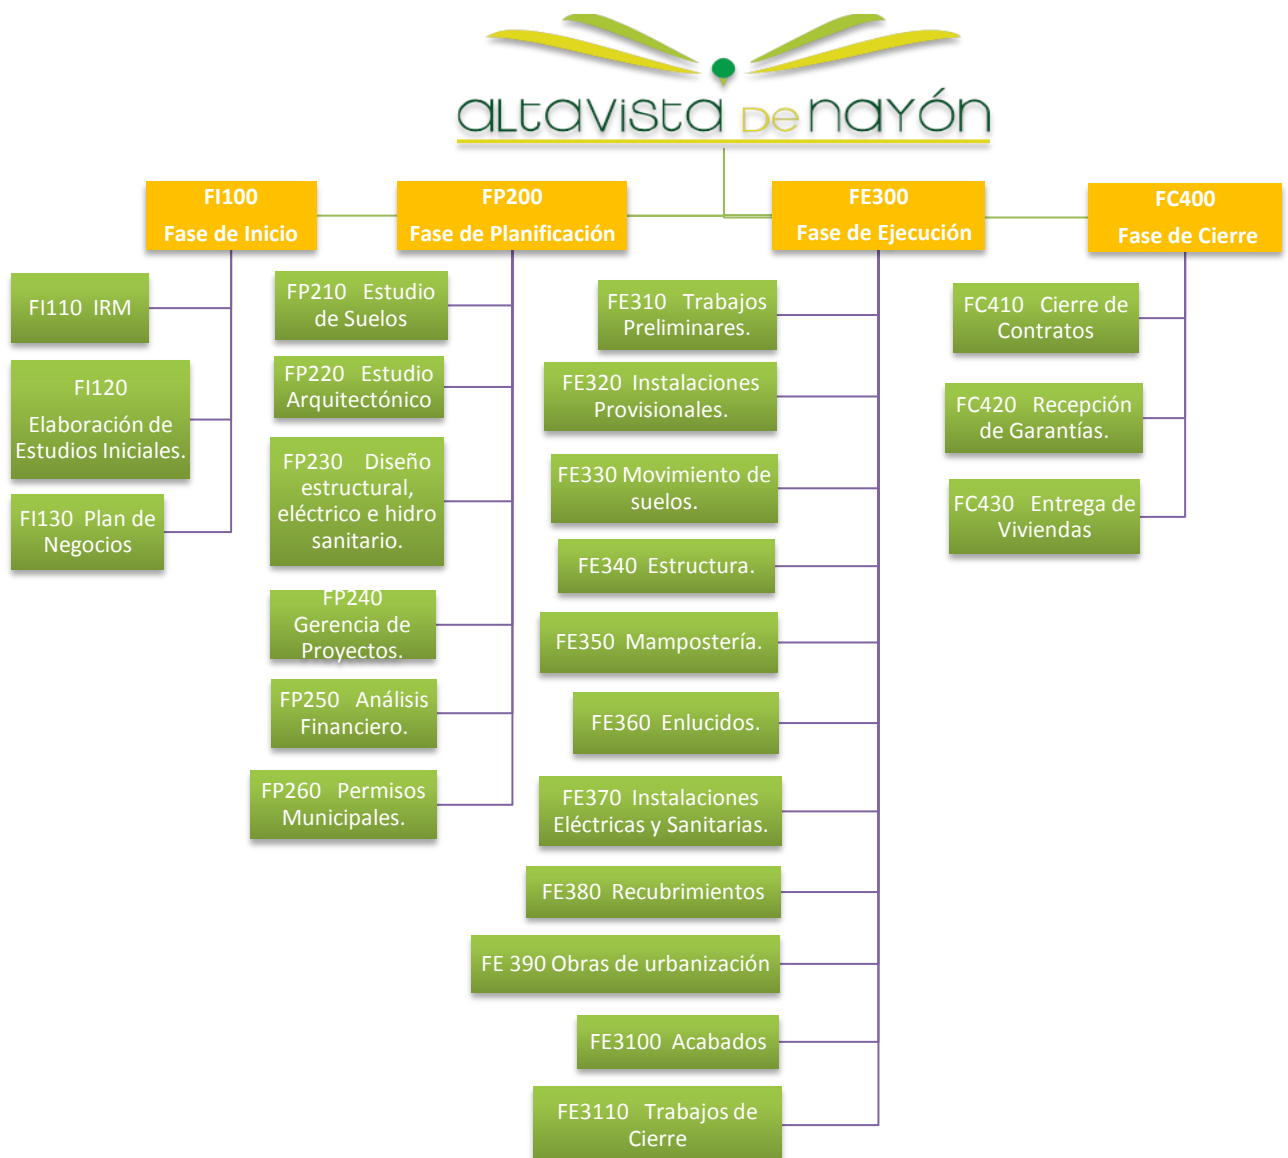 aLtaVista De nayón
FI100
Fase de Inicio
FI110 IRM
FI120
Elaboración de
Estudios Iniciales.
FI130 Plan de
Negocios
FP200
Fase de Planificación
FP210 Estudio
de Suelos
FP220 Estudio
Arquitectónico
FP230 Diseño
estructural,
eléctrico e hidro
sanitario.
FP240
Gerencia de
Proyectos.
FP250 Análisis
Financiero.
FP260 Permisos
Municipales.
FE300
Fase de Ejecución
FE310 Trabajos
Preliminares.
FE320 Instalaciones
Provisionales.
FE330 Movimiento de
suelos.
FE340 Estructura.
FE350 Mampostería.
FE360 Enlucidos.
FE370 Instalaciones
Eléctricas y Sanitarias.
FE380 Recubrimientos
FE 390 Obras de urbanización
FE3100 Acabados
FE3110 Trabajos de
Cierre
FC400
Fase de Cierre
FC410 Cierre de
Contratos
FC420 Recepción
de Garantías.
FC430 Entrega de
Viviendas